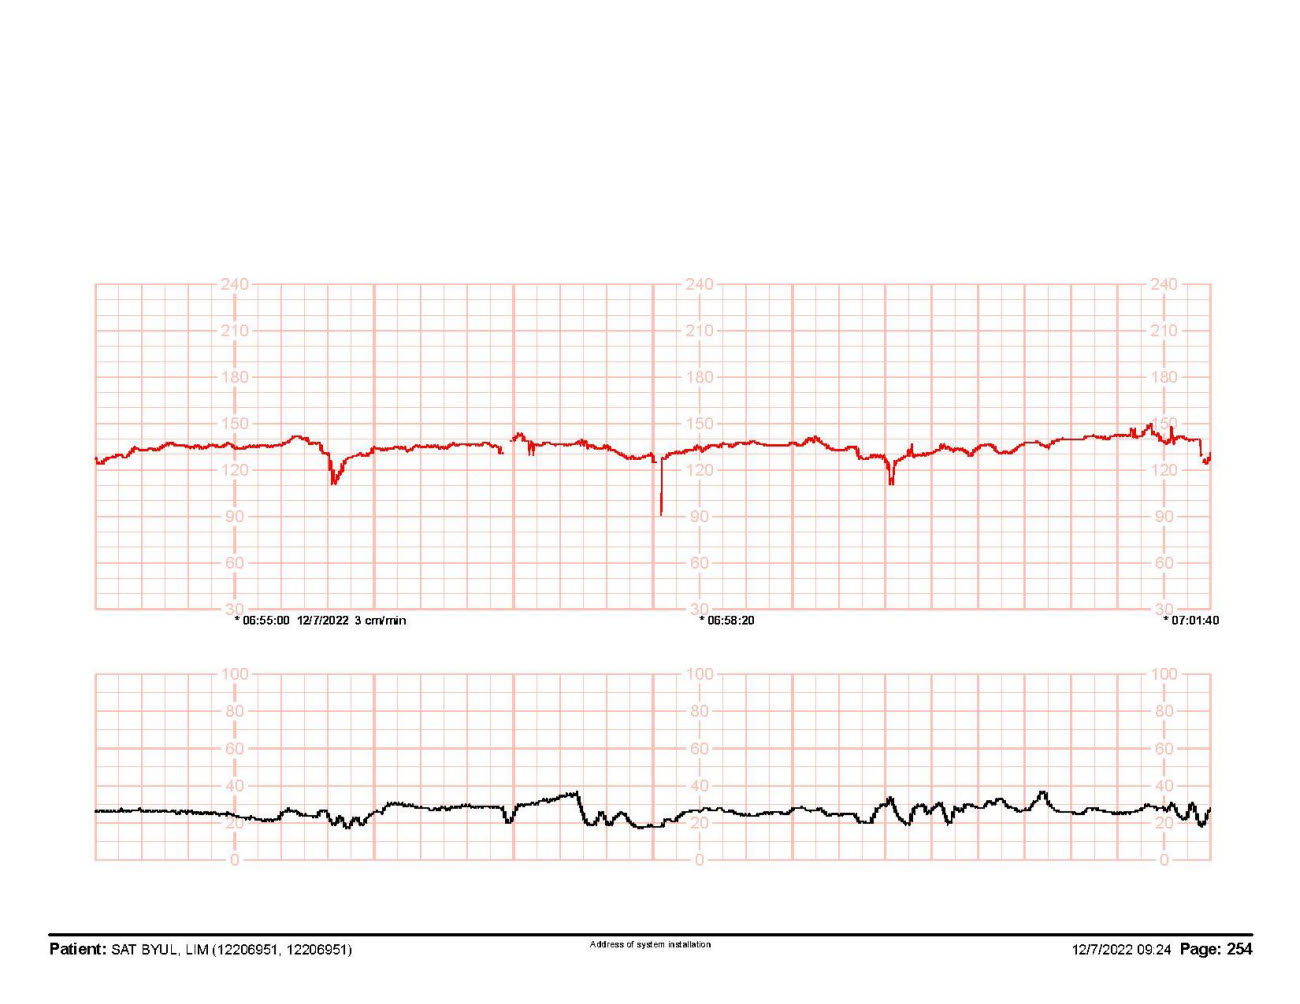 240 240 240
210 210 210
180 180 180
150 150 150
120 120 120
90 90 90
60 60 60
30 30 30
* 06:55:00 12/7/2022 3 cm/min * 06:58:20 * 07:01:40
100 100 100
80 80 80
60 60 60
40 40 40
20 20 20
0 0 0
Patient: SAT BYUL, LIM (12206951, 12206951) Address of system installation 12/7/2022 09:24 Page: 254